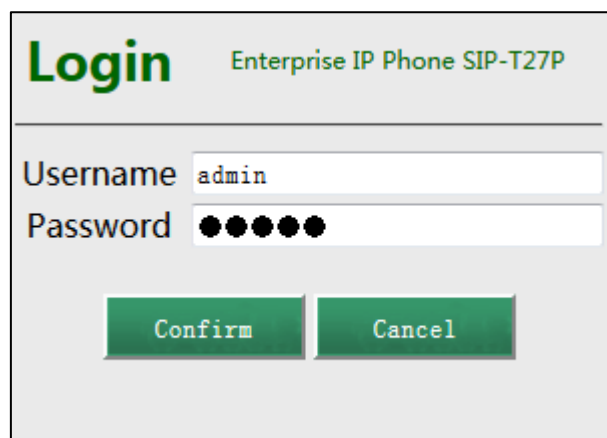 Login Enterprise IP Phone SIP-T27P
Username admin
Password ●●●●●
Confirm Cancel